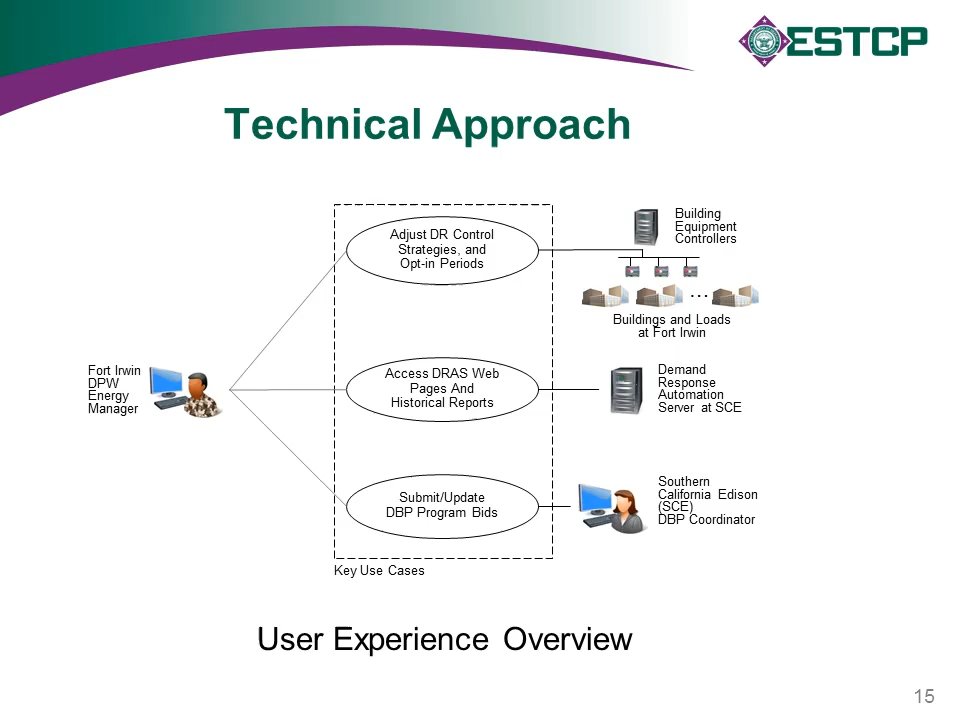 ESTCP
Technical Approach
Adjust DR Control
Strategies, and
Opt-in Periods
Building
Equipment
Controllers
...
Buildings and Loads
at Fort Irwin
Fort Irwin
DPW
Energy
Manager
Access DRAS Web
Pages And
Historical Reports
Demand
Response
Automation
Server at SCE
Submit/Update
DBP Program Bids
Southern
California Edison
(SCE)
DBP Coordinator
Key Use Cases
User Experience Overview
15